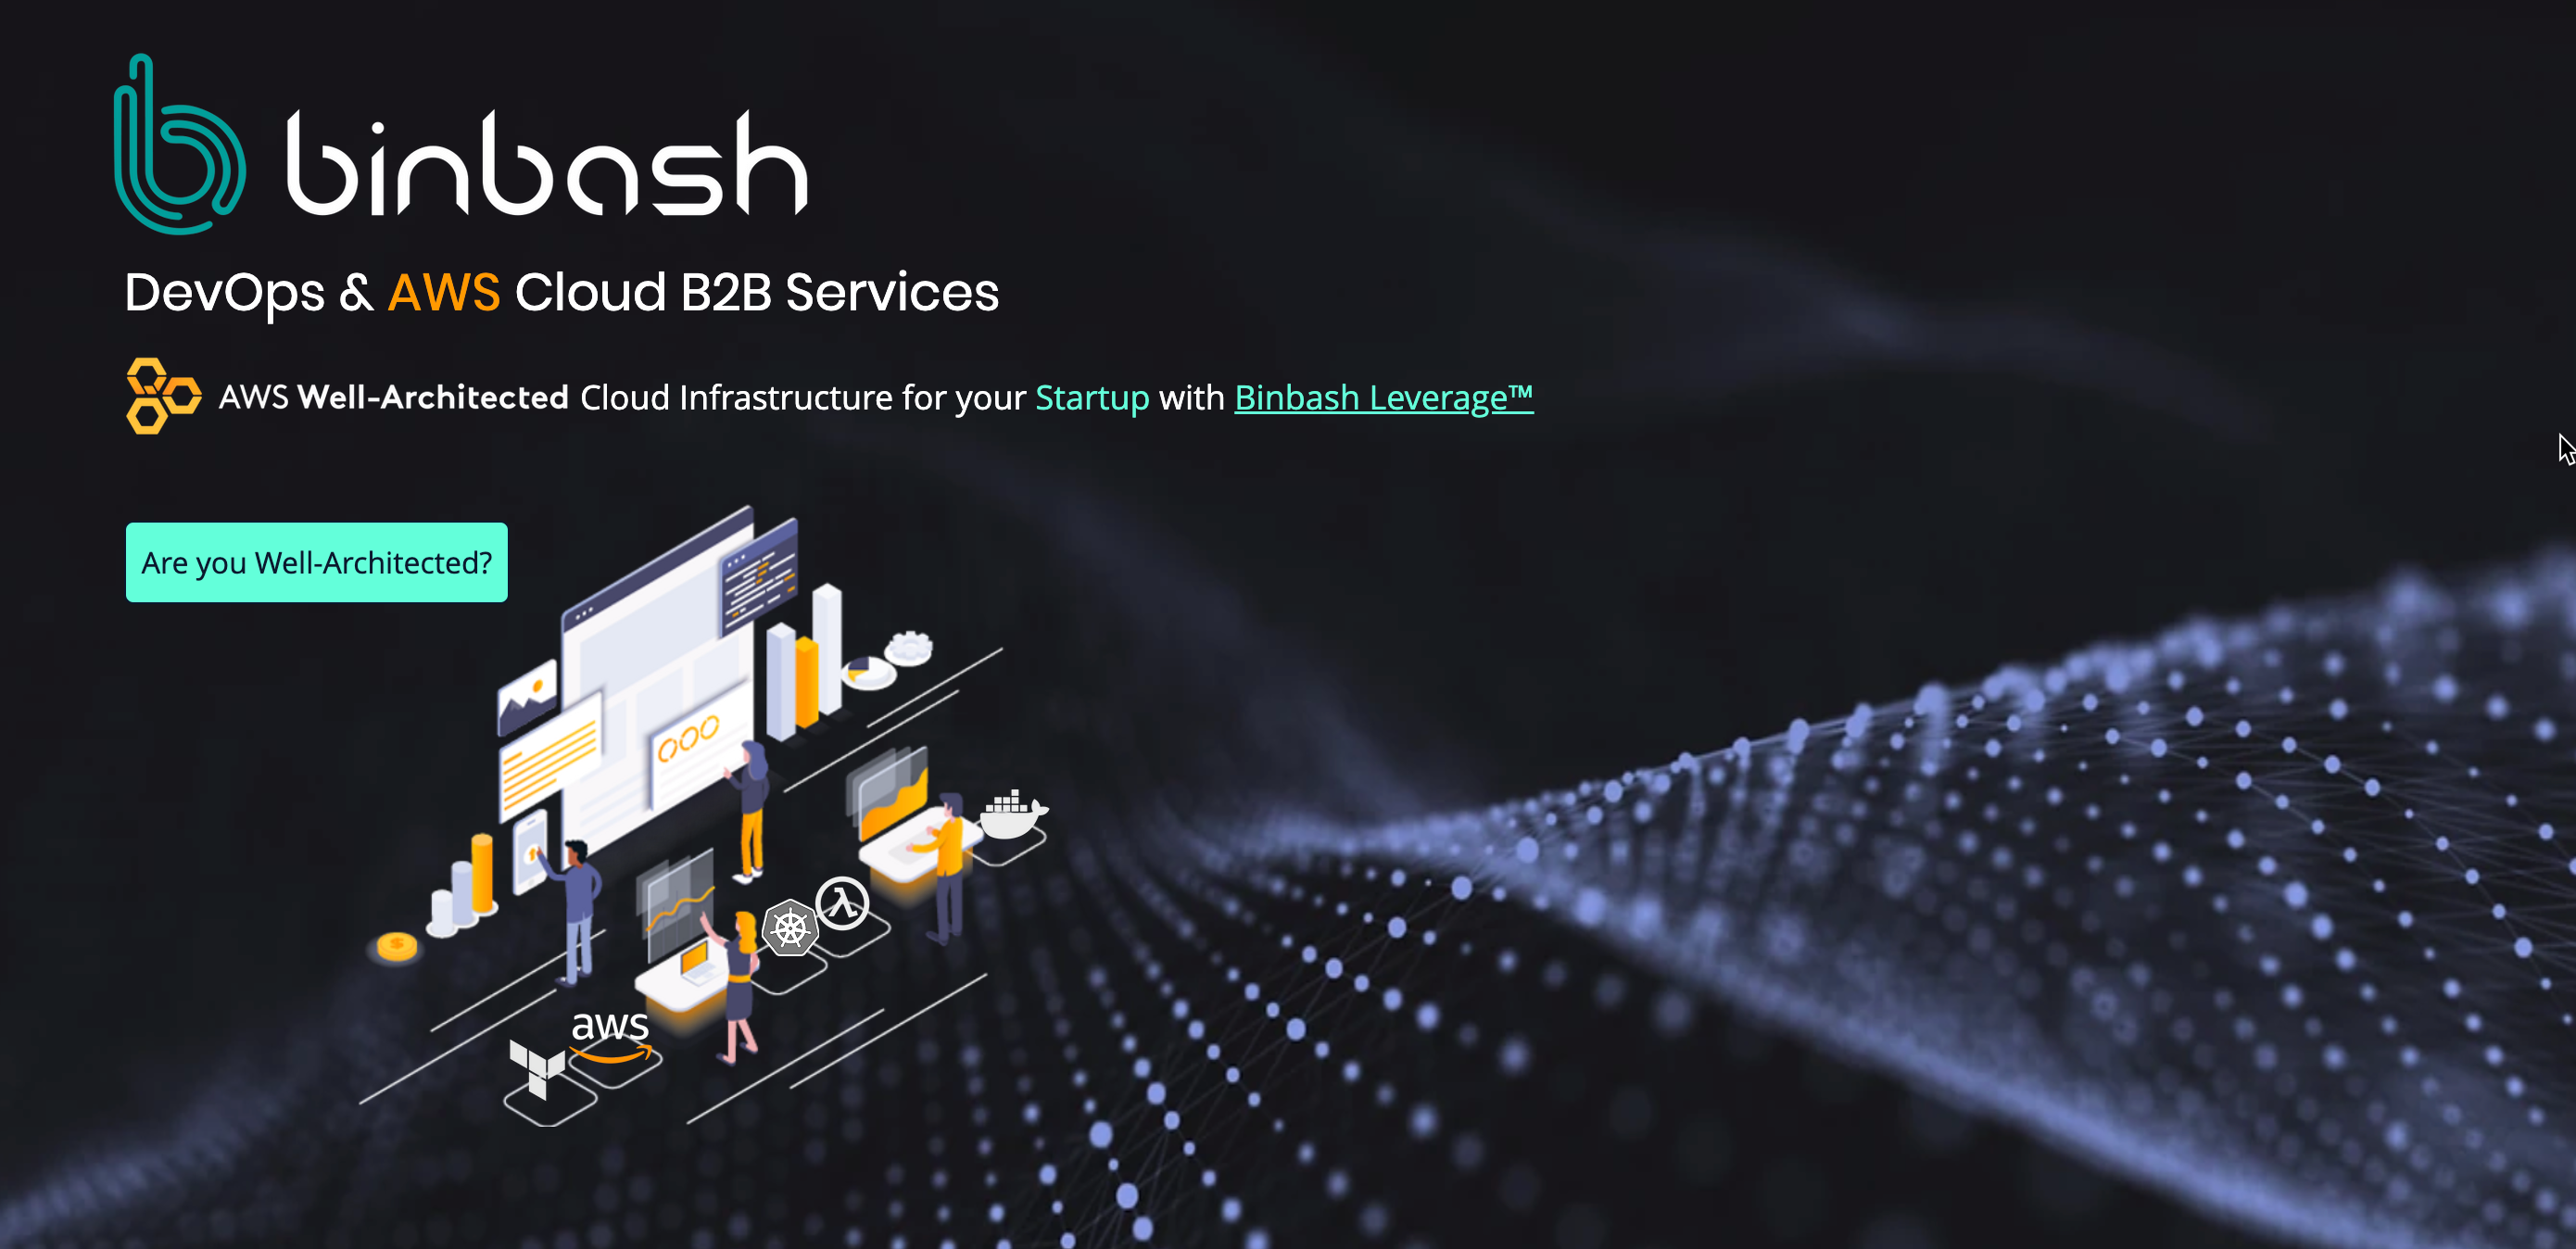 binbash
DevOps & AWS Cloud B2B Services
AWS Well-Architected Cloud Infrastructure for your Startup with Binbash Leverage™
Are you Well-Architected?
aws